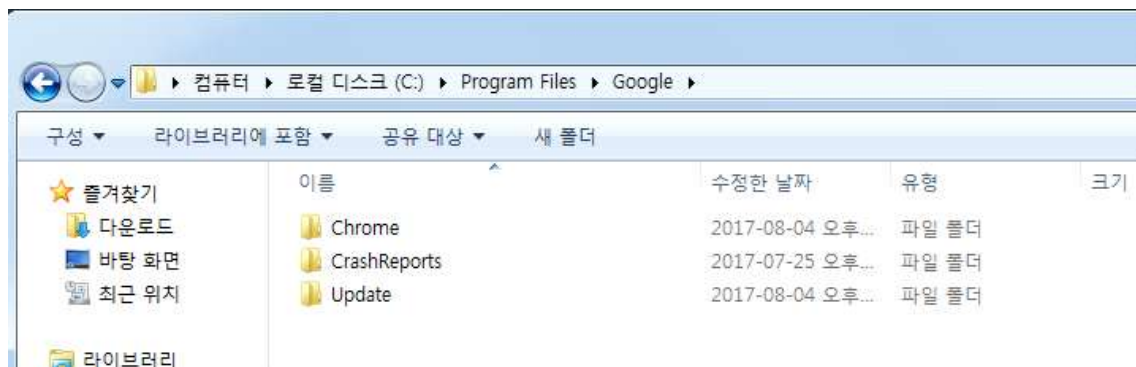 컴퓨터 ▸ 로컬 디스크 (C:) ▸ Program Files ▸ Google ▸
구성 ▼ 라이브러리에 포함 ▼ 공유 대상 ▼ 새 폴더
즐겨찾기
다운로드
바탕 화면
최근 위치
라이브러리
이름 수정한 날짜 유형 크기
Chrome 2017-08-04 오후... 파일 폴더
CrashReports 2017-07-25 오후... 파일 폴더
Update 2017-08-04 오후... 파일 폴더